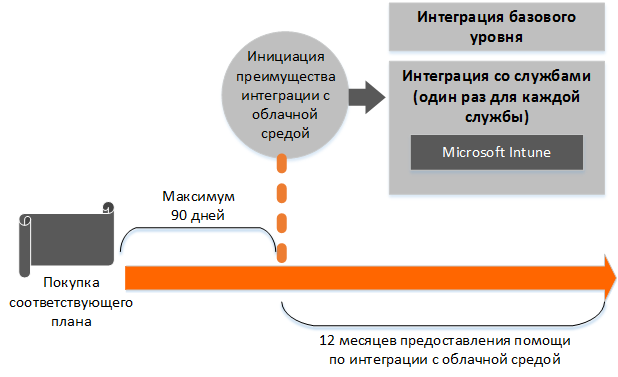 Интеграция базового
уровня
Инициация
преимущества
интеграции с
облачной
средой
Интеграция со службами
(один раз для каждой
службы)
Microsoft Intune
Максимум
90 дней
Покупка
соответствующего
плана
12 месяцев предоставления помощи
по интеграции с облачной средой